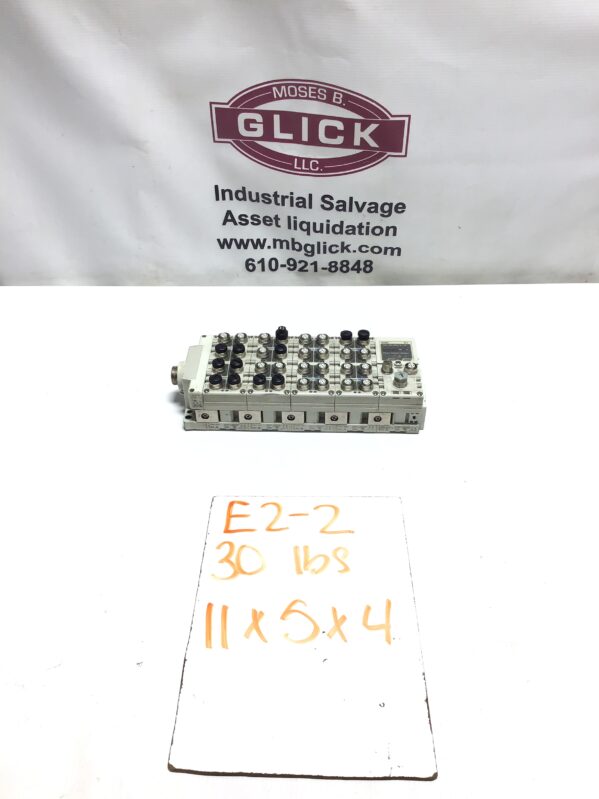 MOSES B.
GLICK
LLC.
Industrial Salvage
Asset liquidation
www.mbglick.com
610-921-8848
E2-2
30 lbs
11 x 5 x 4